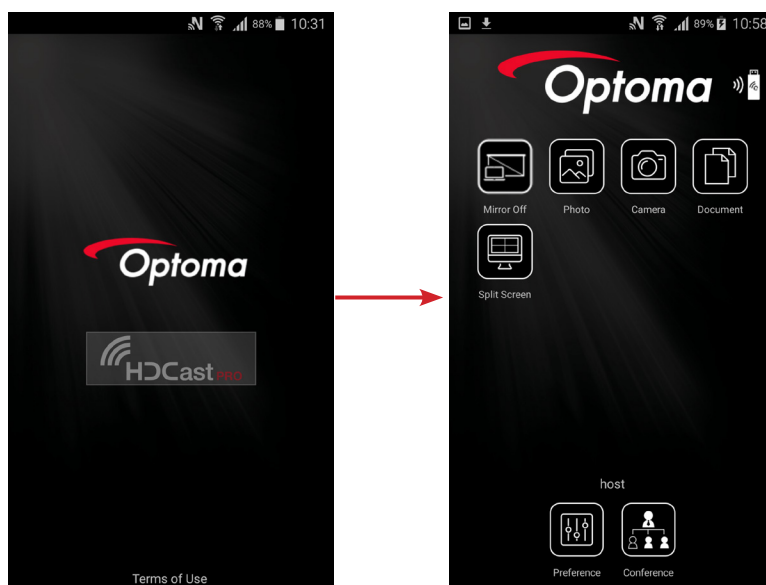 88% 10:31
Optoma
HDCast PRO
Terms of Use
89% 10:58
Optoma
Mirror Off Photo Camera Document
Split Screen
host
Preference Conference